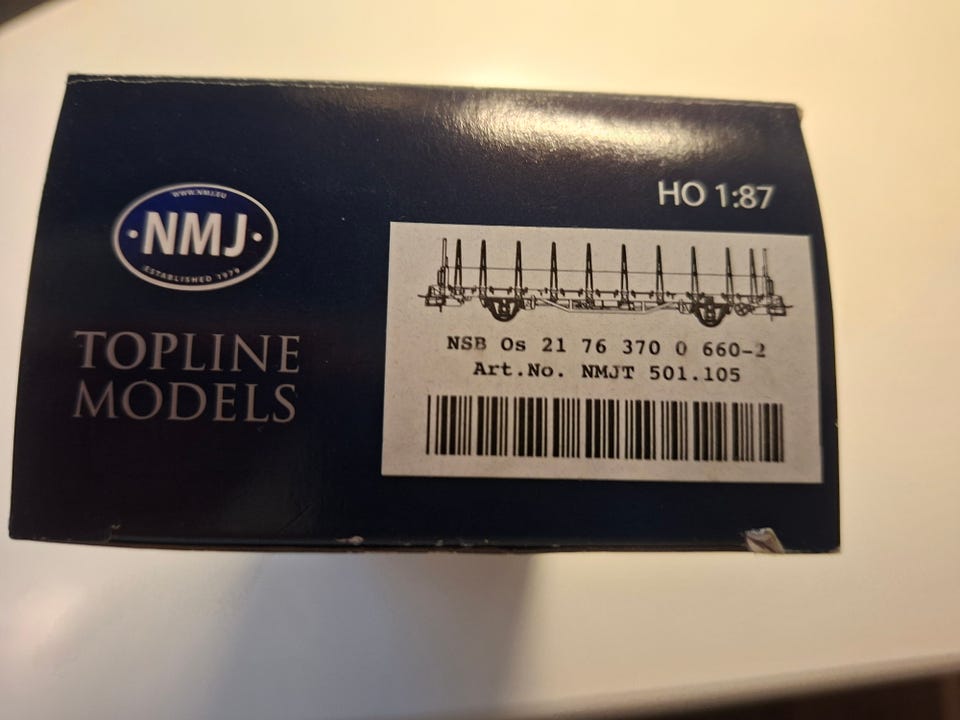 WWW.NMJ.EU
·NMJ·
ESTABLISHED 1979
TOPLINE
MODELS
HO 1:87
NSB Os 21 76 370 0 660-2
Art.No. NMJT 501.105